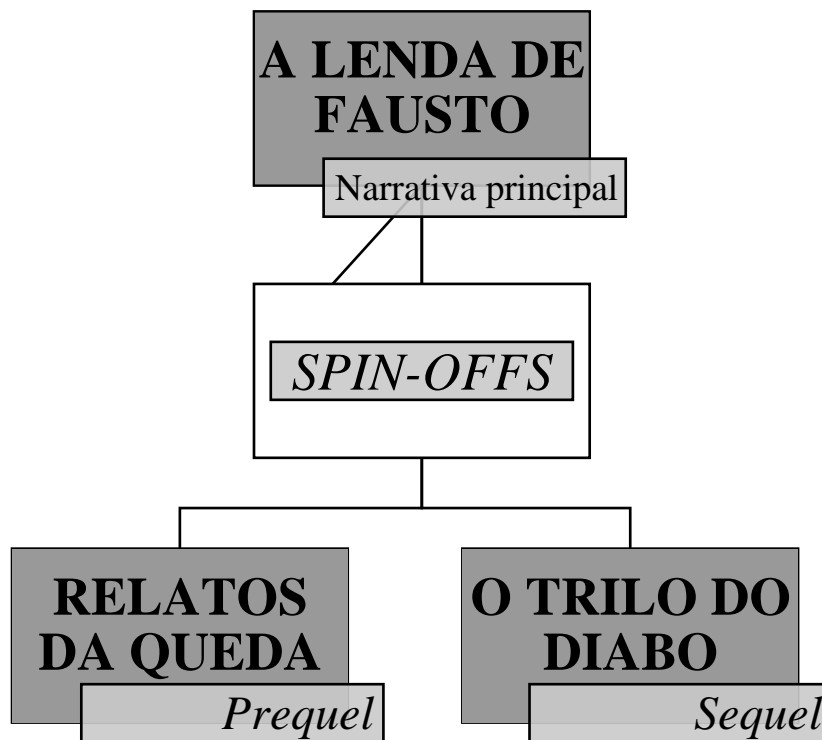 A LENDA DE
FAUSTO
Narrativa principal
SPIN-OFFS
RELATOS
DA QUEDA
Prequel
O TRILO DO
DIABO
Sequel